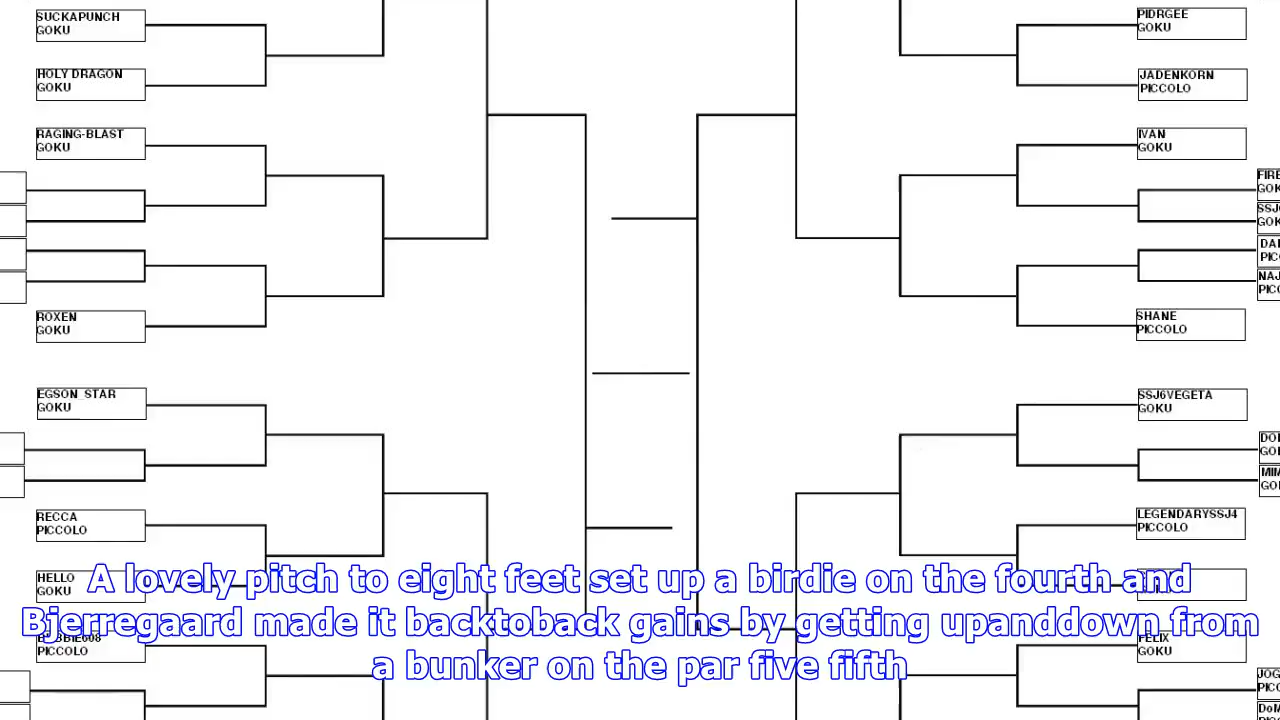 SUCKAPUNCH
GOKU
HOLY DRAGON
GOKU
RAGING-BLAST
GOKU
ROXEN
GOKU
EGSON_STAR
GOKU
RECCA
PICCOLO
HELLO
GOKU
PICCOLO
PIDRGEE
GOKU
JADENKORN
PICCOLO
IVAN
GOKU
SHANE
PICCOLO
SSJ6VEGETA
GOKU
LEGENDARYSSJ4
PICCOLO
FELIX
GOKU
A lovely pitch to eight feet set up a birdie on the fourth and
Bjerregaard made it backtoback gains by getting upanddown from
a bunker on the par five fifth